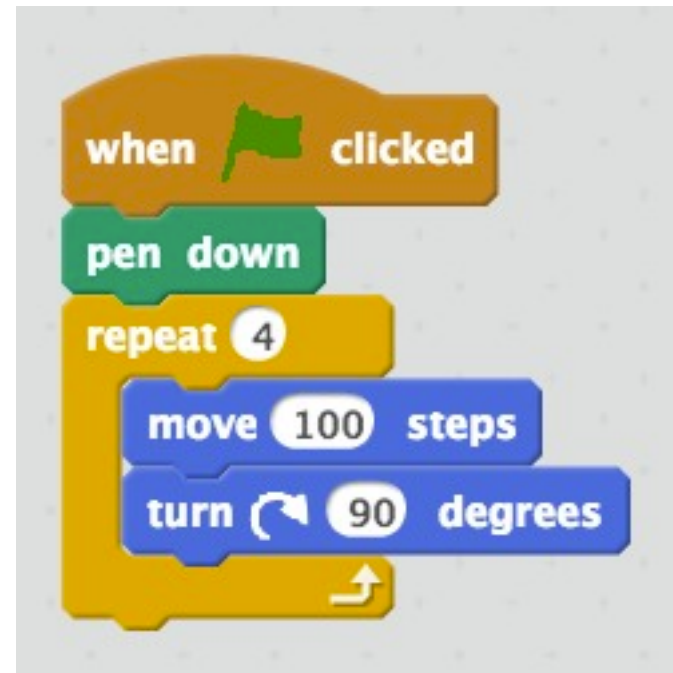 when clicked
pen down
repeat 4
move 100 steps
turn 90 degrees